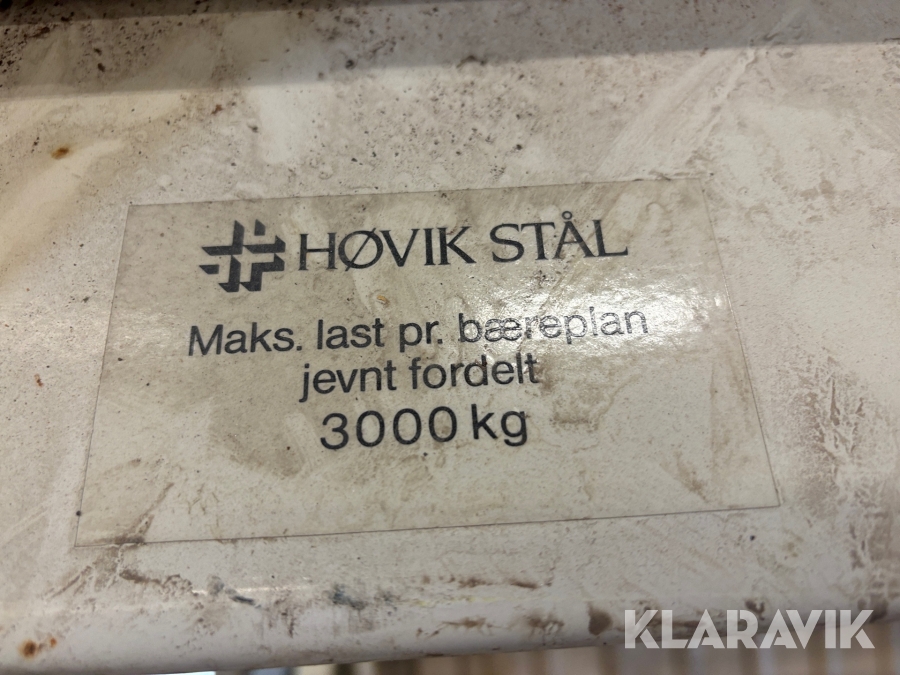 HØVIK STÅL
Maks. last pr. bæreplan
jevnt fordelt
3000 kg
KLARAVIK